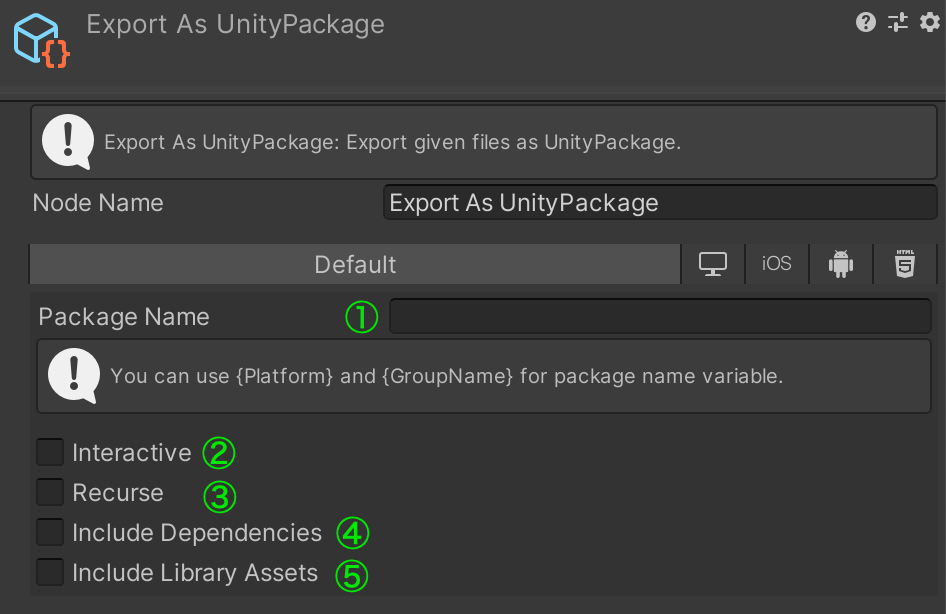 Export As UnityPackage
Export As UnityPackage: Export given files as UnityPackage.
Node Name Export As UnityPackage
Default iOS HTML 5
Package Name ①
You can use {Platform} and {GroupName} for package name variable.
Interactive ②
Recurse ③
Include Dependencies ④
Include Library Assets ⑤